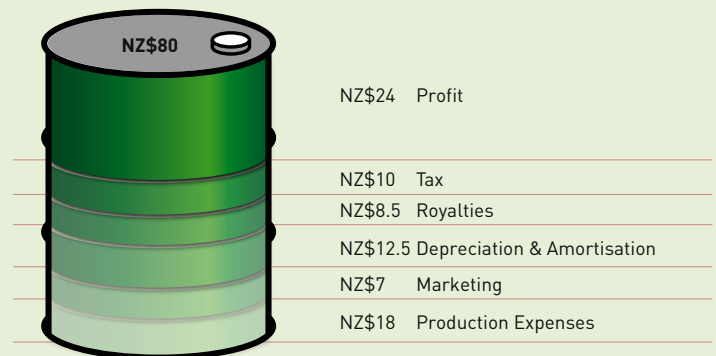 NZ$80
NZ$24 Profit
NZ$10 Tax
NZ$8.5 Royalties
NZ$12.5 Depreciation & Amortisation
NZ$7 Marketing
NZ$18 Production Expenses